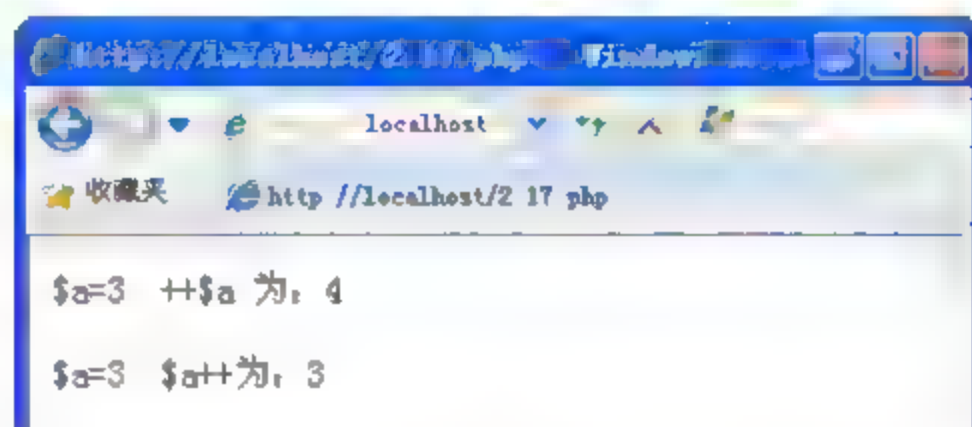 localhost
收藏夹 http //localhost/2 17 php
$a=3 ++$a 为: 4
$a=3 $a++为: 3